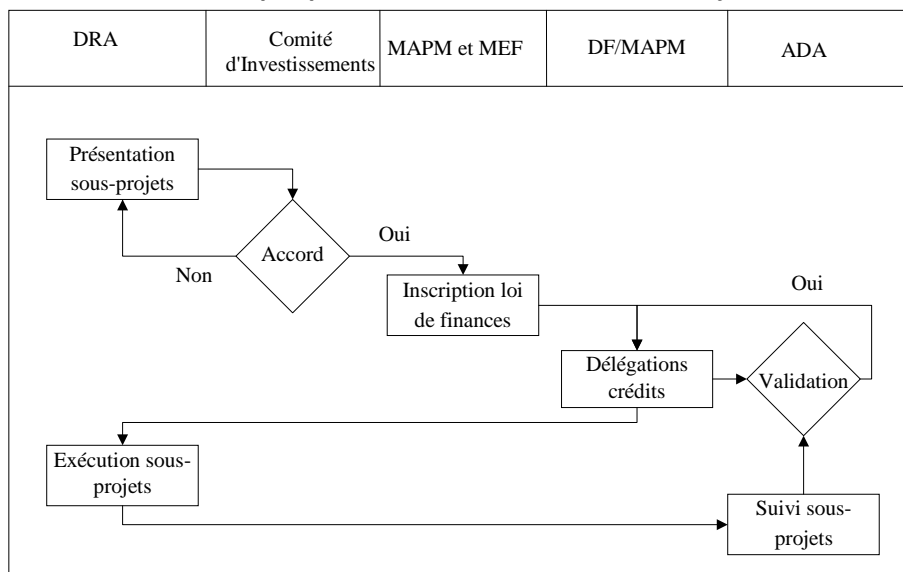 DRA
Comité
d'Investissements
MAPM et MEF
DF/MAPM
ADA
Présentation
sous-projets
Accord
Oui
Non
Inscription loi
de finances
Oui
Délégations
crédits
Validation
Exécution sous-
projets
Suivi sous-
projets